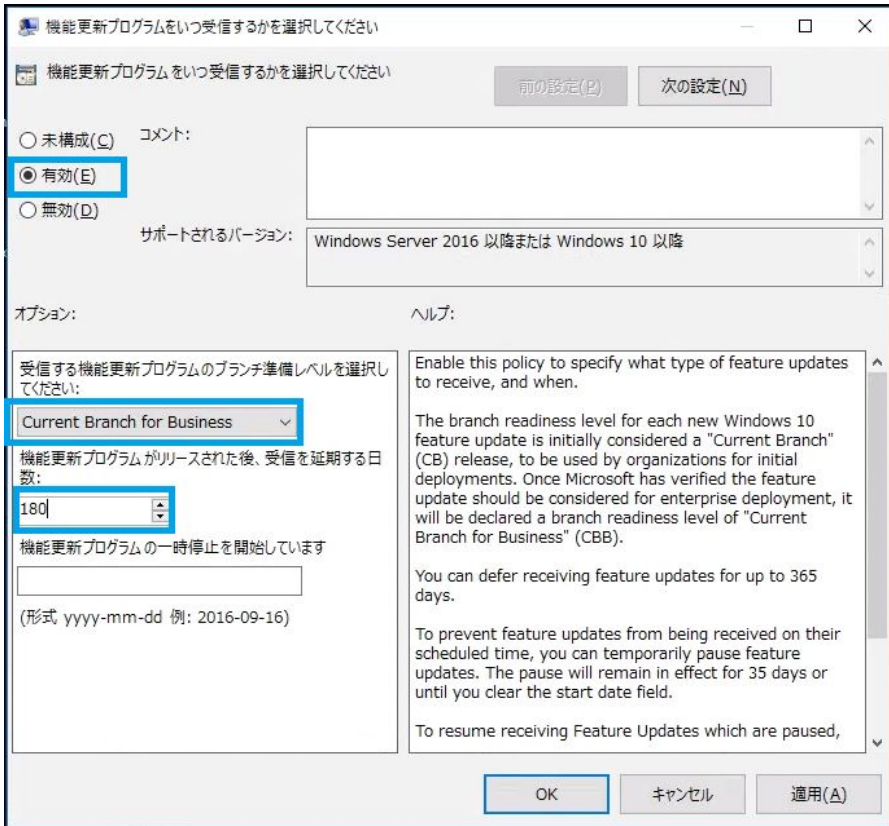 機能更新プログラムをいつ受信するかを選択してください
機能更新プログラムをいつ受信するかを選択してください
前の設定(P)
次の設定(N)
未構成(C)
コメント:
有効(E)
無効(D)
サポートされるバージョン:
Windows Server 2016 以降または Windows 10 以降
オプション:
ヘルプ:
受信する機能更新プログラムのブランチ準備レベルを選択し
てください:
Current Branch for Business
機能更新プログラムがリリースされた後、受信を延期する日
数:
180
機能更新プログラムの一時停止を開始しています
(形式 yyyy-mm-dd 例: 2016-09-16)
Enable this policy to specify what type of feature updates
to receive, and when.
The branch readiness level for each new Windows 10
feature update is initially considered a "Current Branch"
(CB) release, to be used by organizations for initial
deployments. Once Microsoft has verified the feature
update should be considered for enterprise deployment, it
will be declared a branch readiness level of "Current
Branch for Business" (CBB).
You can defer receiving feature updates for up to 365
days.
To prevent feature updates from being received on their
scheduled time, you can temporarily pause feature
updates. The pause will remain in effect for 35 days or
until you clear the start date field.
To resume receiving Feature Updates which are paused,
OK
キャンセル
適用(A)